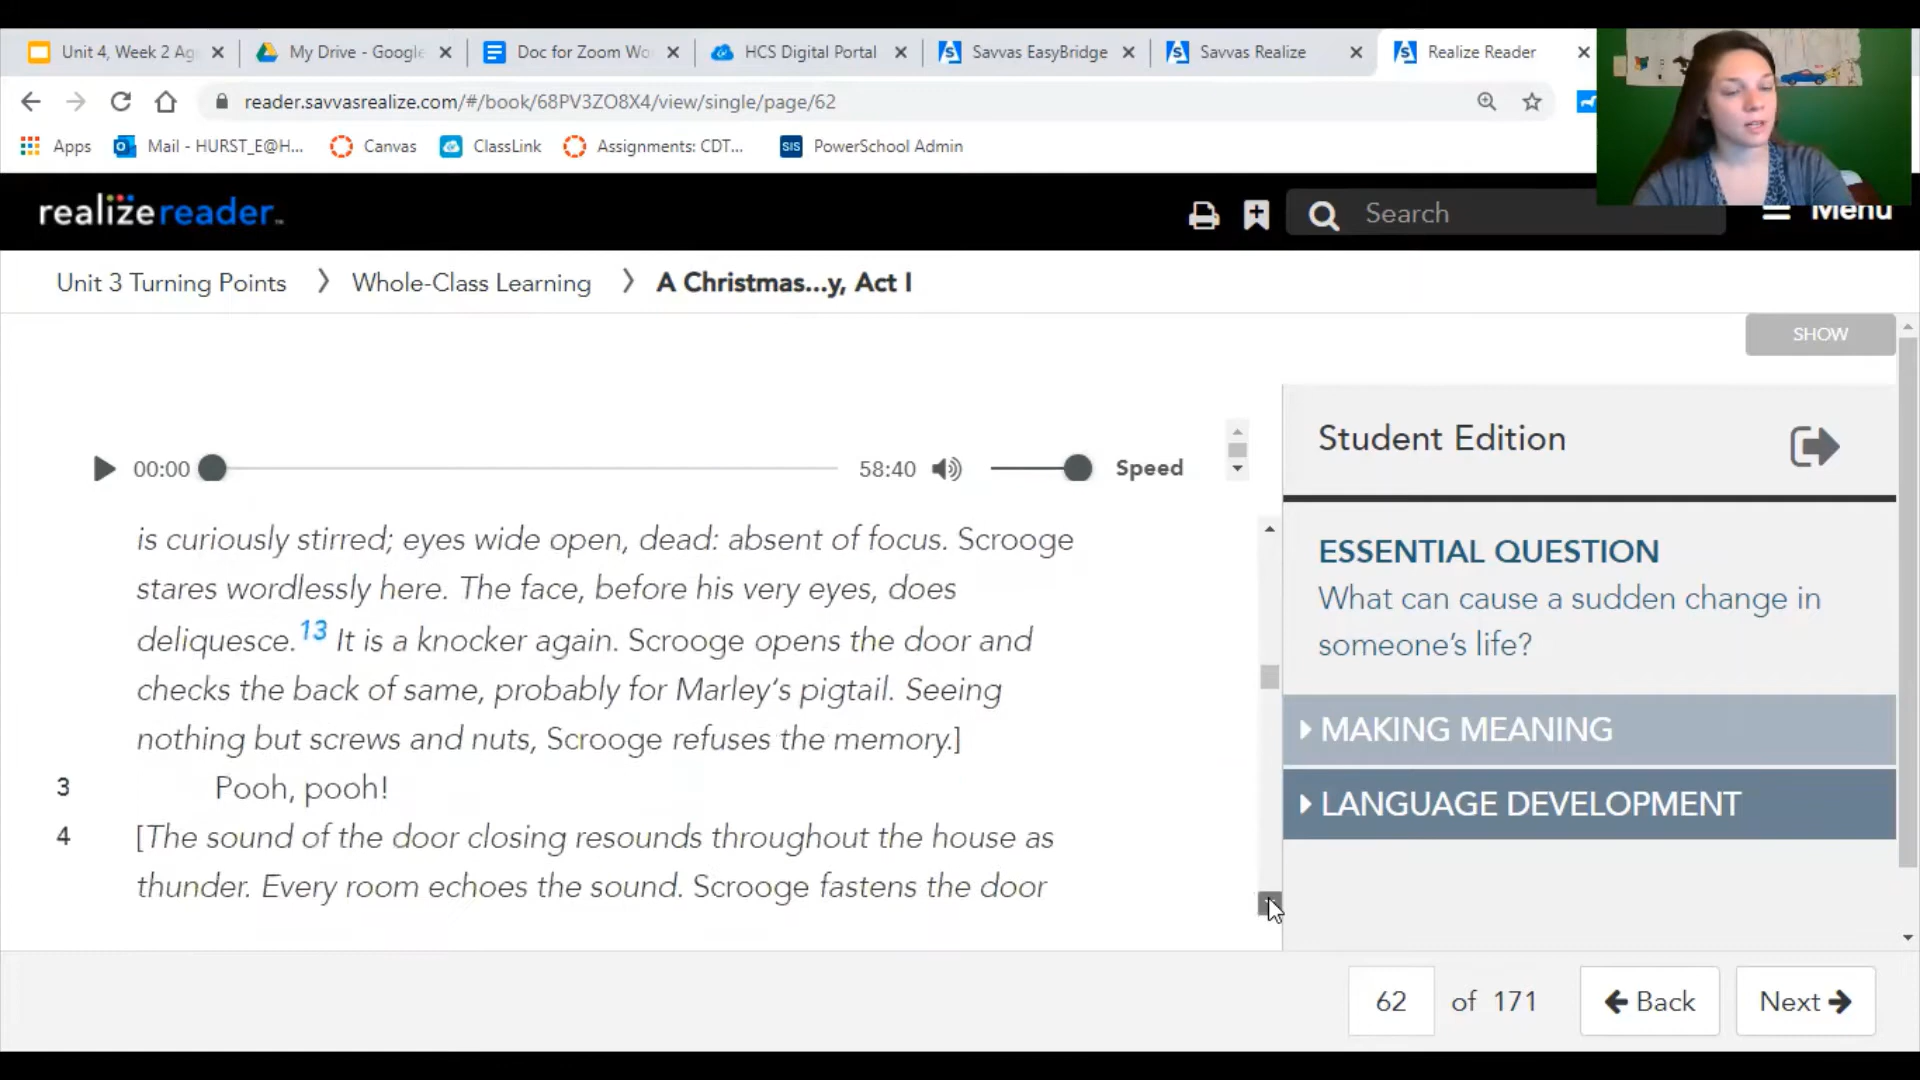 Unit 4, Week 2 Ag
My Drive - Google
Doc for Zoom Wo
HCS Digital Portal
Savvas EasyBridge
Savvas Realize
Realize Reader
reader.savvasrealize.com/#/book/68PV3ZO8X4/view/single/page/62
Apps
Mail - HURST_E@H...
Canvas
ClassLink
Assignments: CDT...
SIS
PowerSchool Admin
realize reader
Search
Menu
Unit 3 Turning Points
Whole-Class Learning
A Christmas...y, Act I
SHOW
00:00
58:40
Speed
is curiously stirred; eyes wide open, dead: absent of focus. Scrooge
stares wordlessly here. The face, before his very eyes, does
deliquesce.13 It is a knocker again. Scrooge opens the door and
checks the back of same, probably for Marley's pigtail. Seeing
nothing but screws and nuts, Scrooge refuses the memory.]
3 Pooh, pooh!
4 [The sound of the door closing resounds throughout the house as
thunder. Every room echoes the sound. Scrooge fastens the door
Student Edition
ESSENTIAL QUESTION
What can cause a sudden change in
someone's life?
MAKING MEANING
LANGUAGE DEVELOPMENT
62 of 171
Back
Next